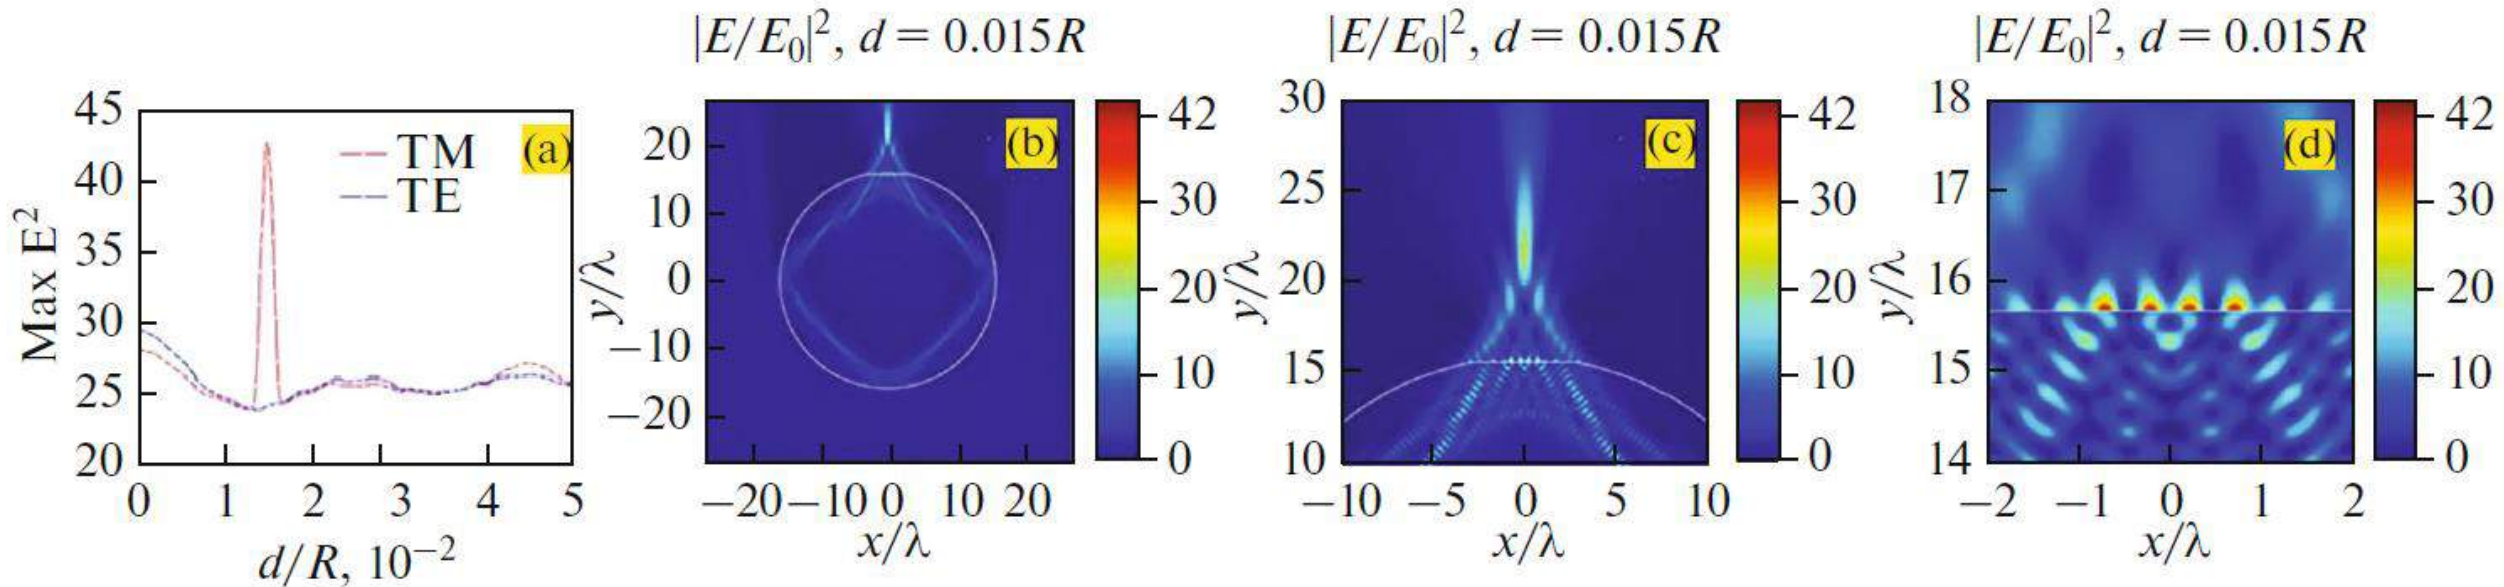 |E/E₀|², d = 0.015R
|E/E₀|², d = 0.015R
|E/E₀|², d = 0.015R
(a)
TM
TE
Max E²
45
40
35
30
25
20
0 1 2 3 4 5
d/R, 10⁻²
(b)
y/λ
20
10
0
−10
−20
−20 −10 0 10 20
x/λ
42
30
20
10
0
(c)
y/λ
30
25
20
15
10
−10 −5 0 5 10
x/λ
42
30
20
10
0
(d)
y/λ
18
17
16
15
14
−2 −1 0 1 2
x/λ
42
30
20
10
0